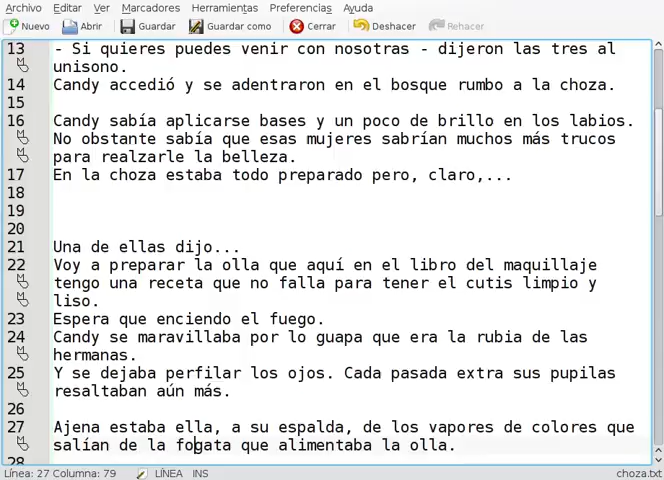 Archivo Editar Ver Marcadores Herramientas Preferencias Ayuda
Nuevo Abrir Guardar Guardar como Cerrar Deshacer Rehacer
13 - Si quieres puedes venir con nosotras - dijeron las tres al
unisono.
14 Candy accedió y se adentraron en el bosque rumbo a la choza.
15
16 Candy sabía aplicarse bases y un poco de brillo en los labios.
No obstante sabía que esas mujeres sabrían muchos más trucos
para realzarle la belleza.
17 En la choza estaba todo preparado pero, claro,...
18
19
20
21 Una de ellas dijo...
22 Voy a preparar la olla que aquí en el libro del maquillaje
tengo una receta que no falla para tener el cutis limpio y
liso.
23 Espera que enciendo el fuego.
24 Candy se maravillaba por lo guapa que era la rubia de las
hermanas.
25 Y se dejaba perfilar los ojos. Cada pasada extra sus pupilas
resaltaban aún más.
26
27 Ajena estaba ella, a su espalda, de los vapores de colores que
salían de la fogata que alimentaba la olla.
28
Línea: 27 Columna: 79 LÍNEA INS choza.txt